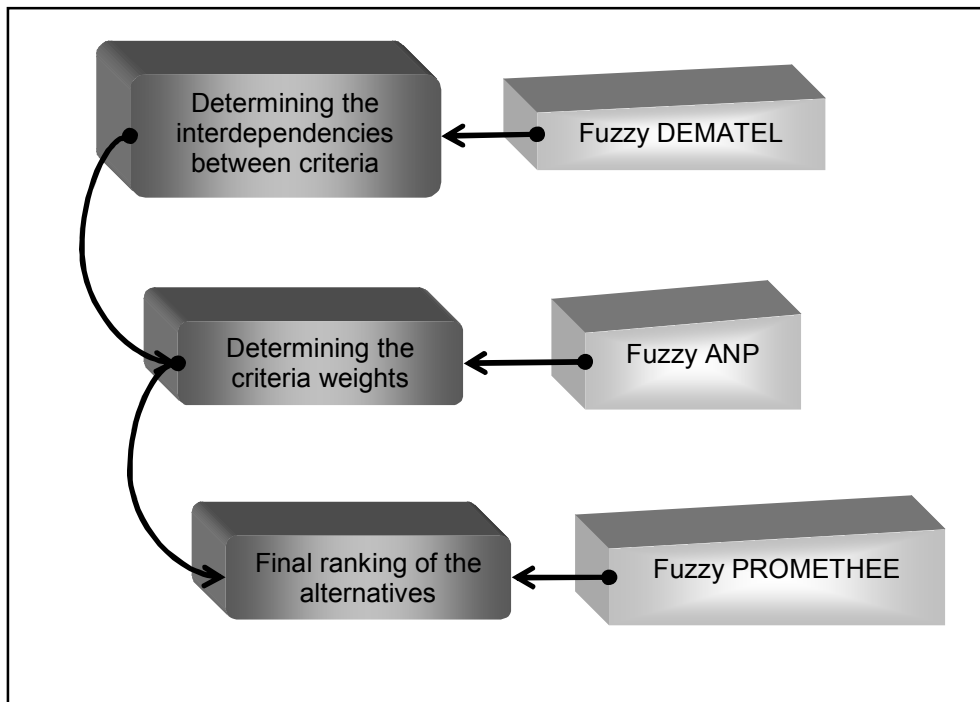 Determining the
interdependencies
between criteria
Fuzzy DEMATEL
Determining the
criteria weights
Fuzzy ANP
Final ranking of the
alternatives
Fuzzy PROMETHEE